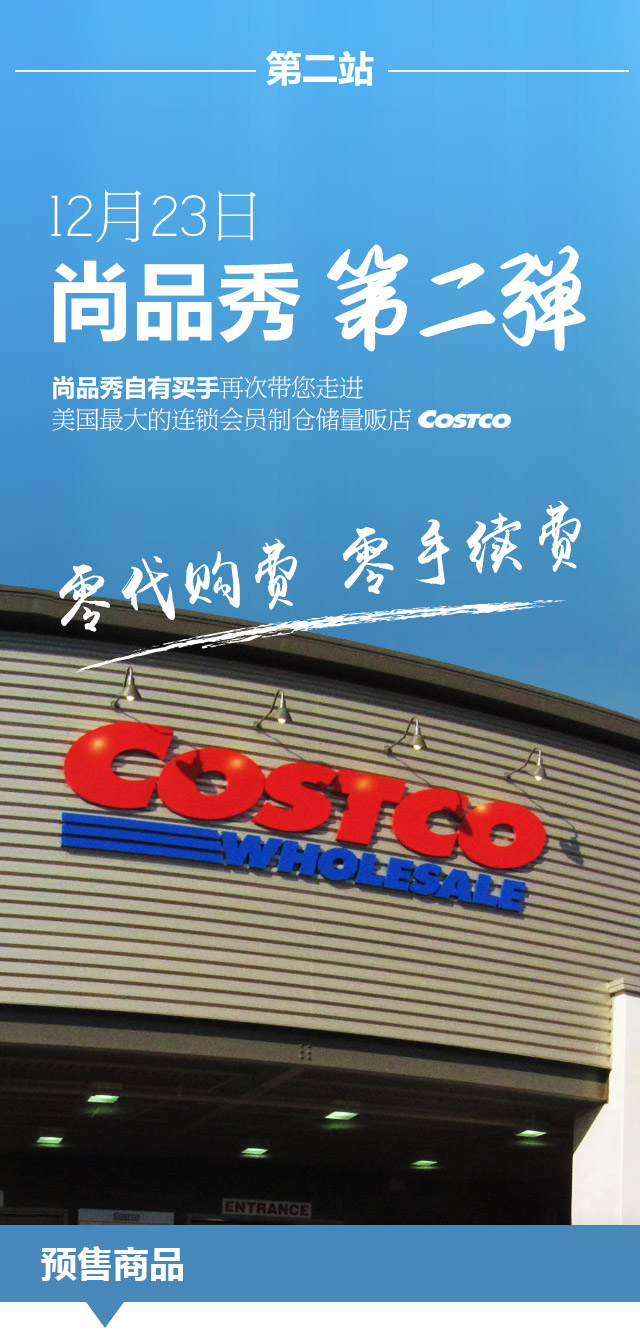 第二站
12月23日
尚品秀 第二弹
尚品秀自有买手再次带您走进
美国最大的连锁会员制仓储量贩店 COSTCO
零代购费 零手续费
COSTCO
WHOLESALE
COSTCO
ENTRANCE
预售商品